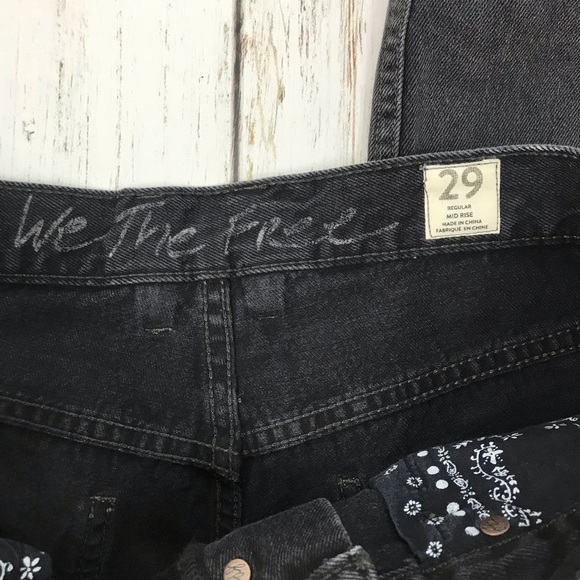 We The Free
29
REGULAR
MID RISE
MADE IN CHINA
FABRIQUÉ EN CHINE